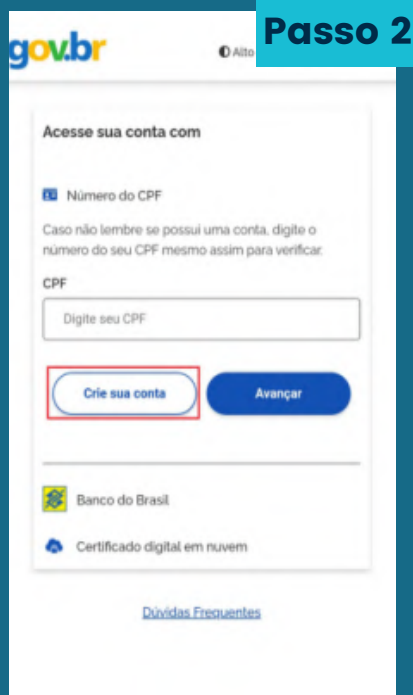 Passo 2
gov.br
Alto
Acesse sua conta com
Número do CPF
Caso não lembre se possui uma conta, digite o
número do seu CPF mesmo assim para verificar.
CPF
Digite seu CPF
Crie sua conta
Avançar
Banco do Brasil
Certificado digital em nuvem
Dúvidas Frequentes